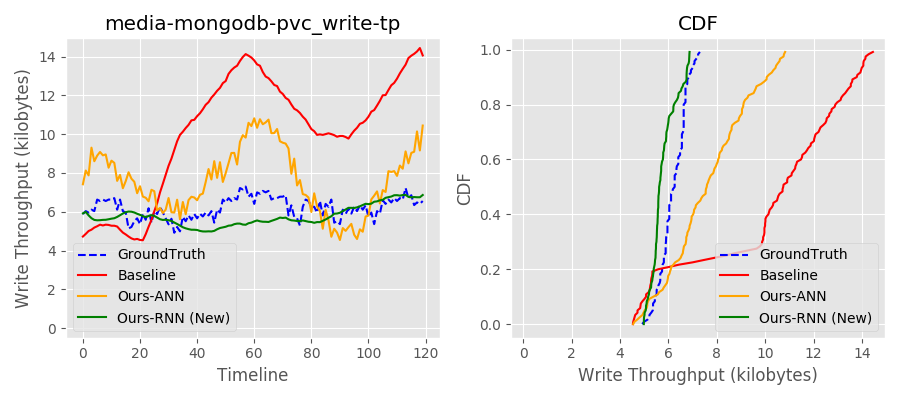 media-mongodb-pvc_write-tp
Write Throughput (kilobytes)
14
12
10
8
6
4
2
0
GroundTruth
Baseline
Ours-ANN
Ours-RNN (New)
0 20 40 60 80 100 120
Timeline
CDF
CDF
1.0
0.8
0.6
0.4
0.2
0.0
GroundTruth
Baseline
Ours-ANN
Ours-RNN (New)
0 2 4 6 8 10 12 14
Write Throughput (kilobytes)